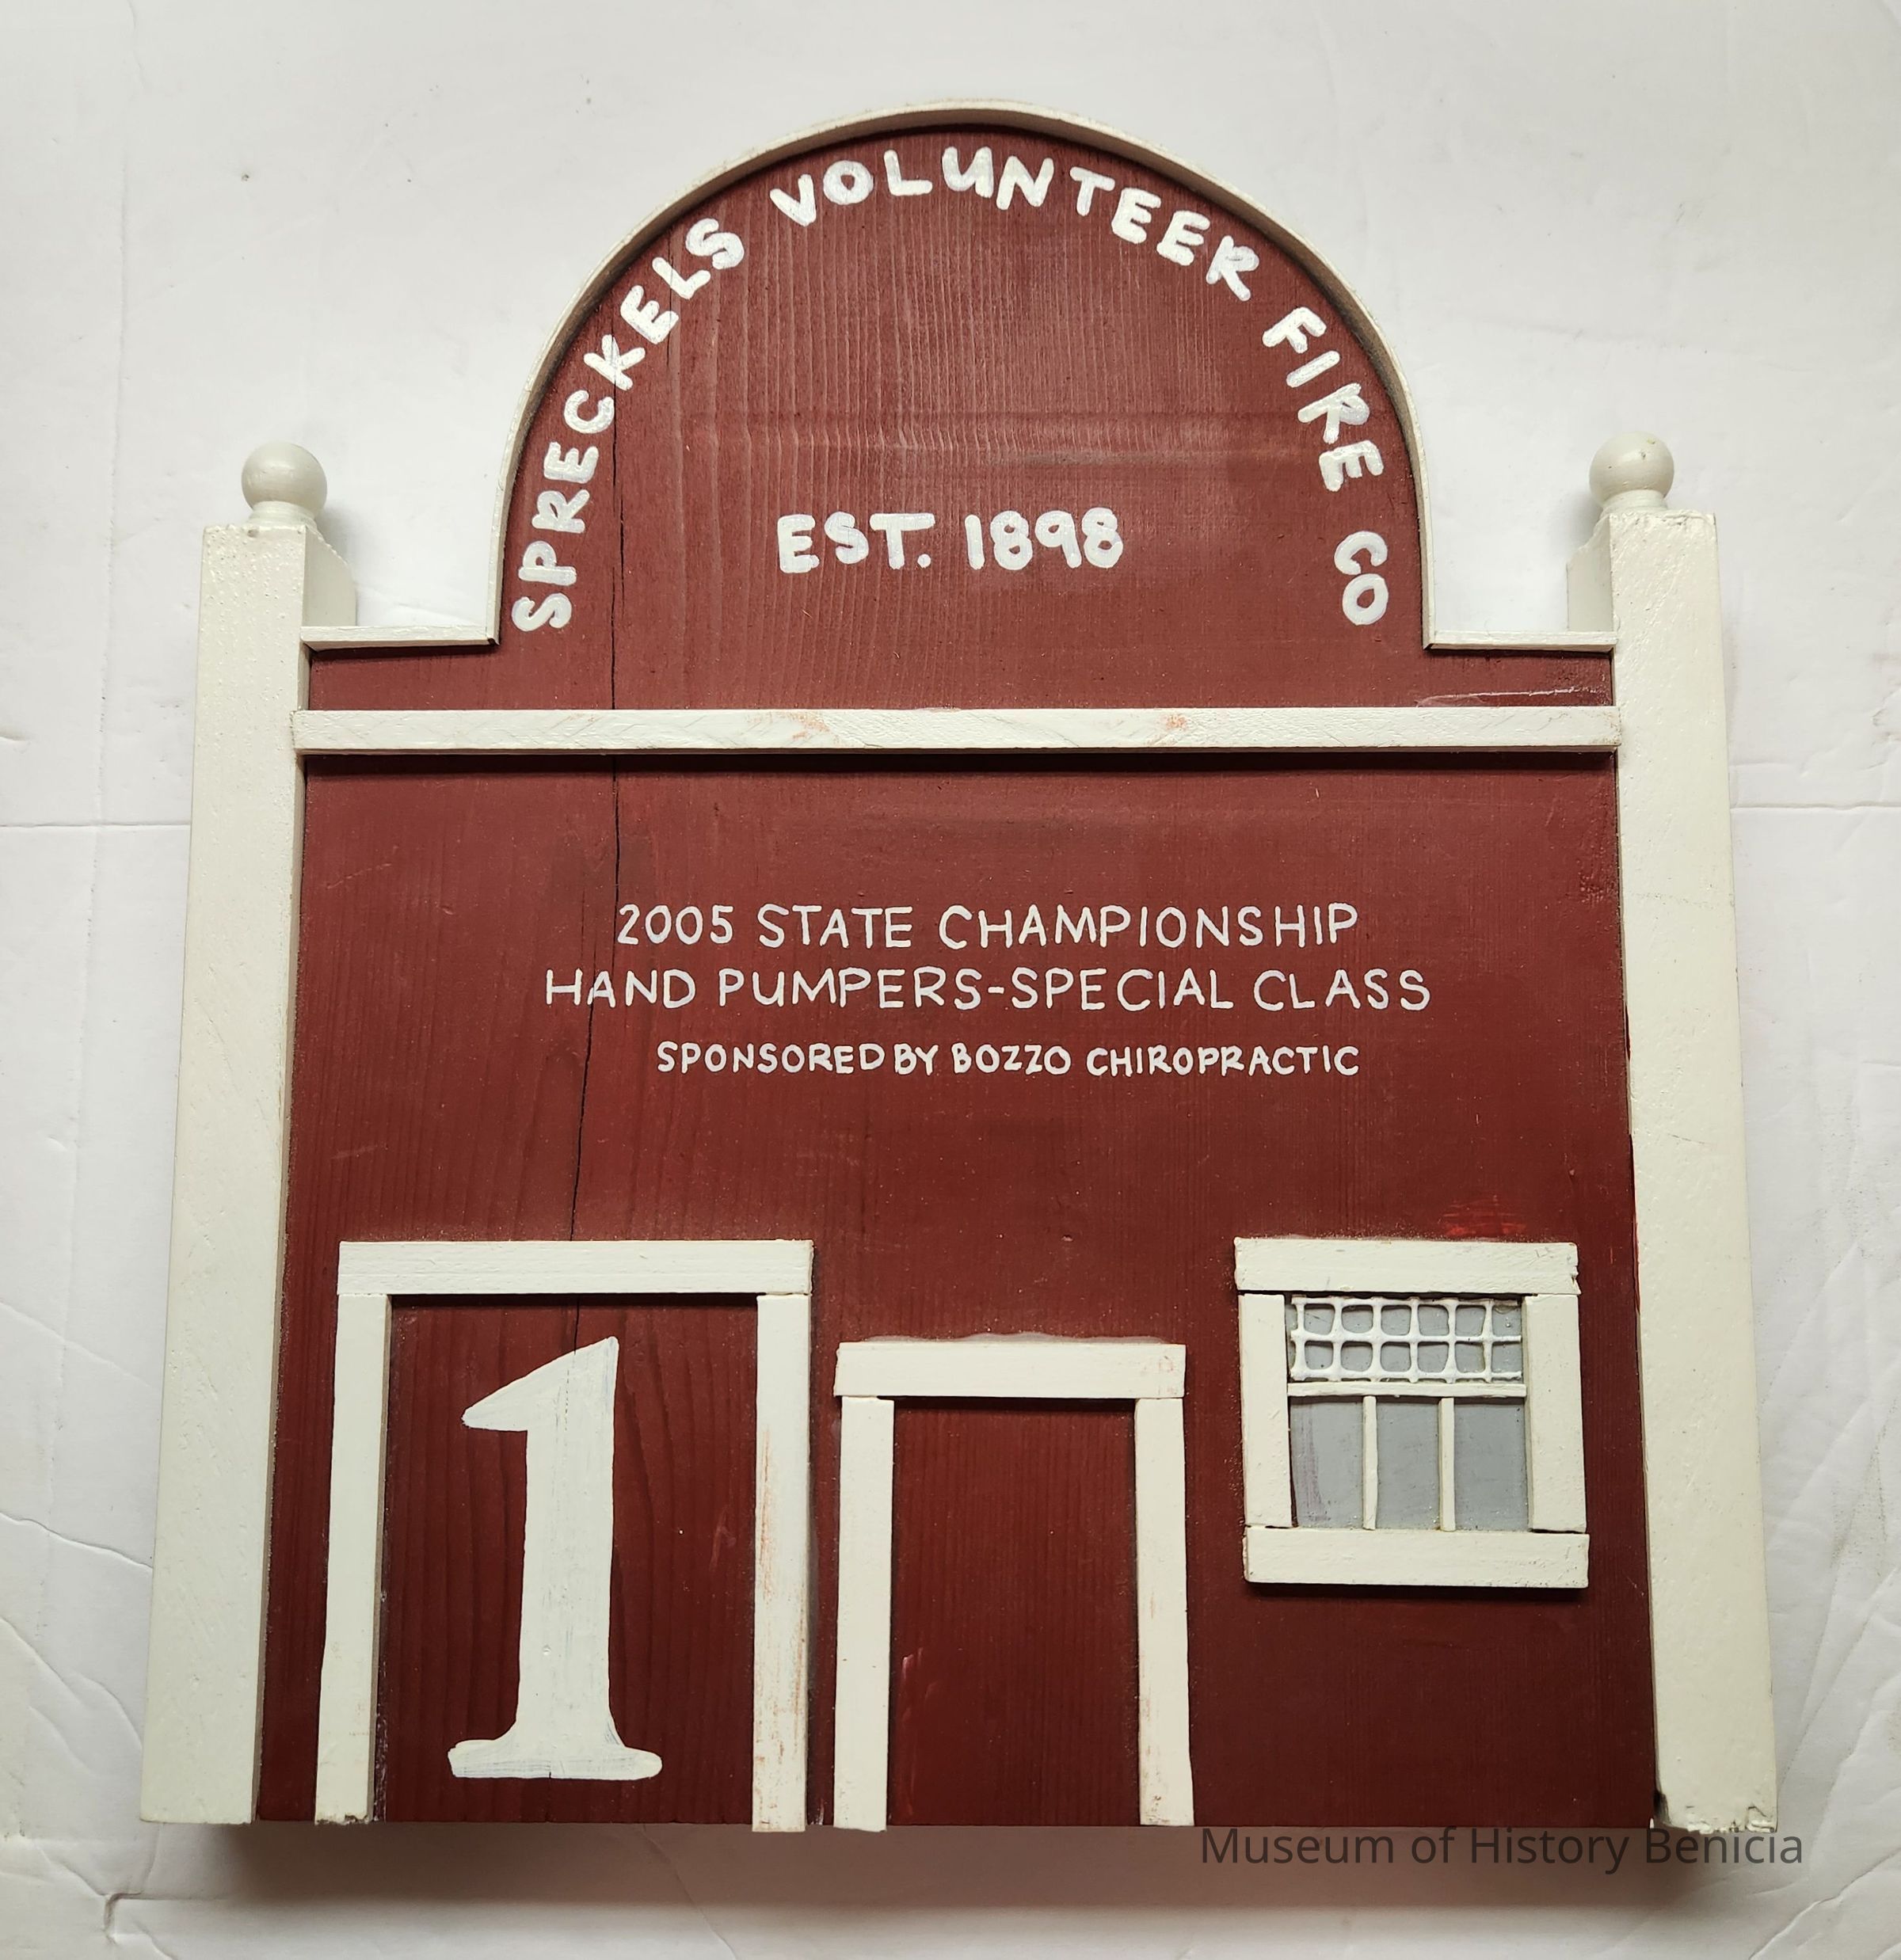 SPRECKELS VOLUNTEER FIRE CO
EST. 1898
2005 STATE CHAMPIONSHIP
HAND PUMPERS-SPECIAL CLASS
SPONSORED BY BOZZO CHIROPRACTIC
1
Museum of History Benicia